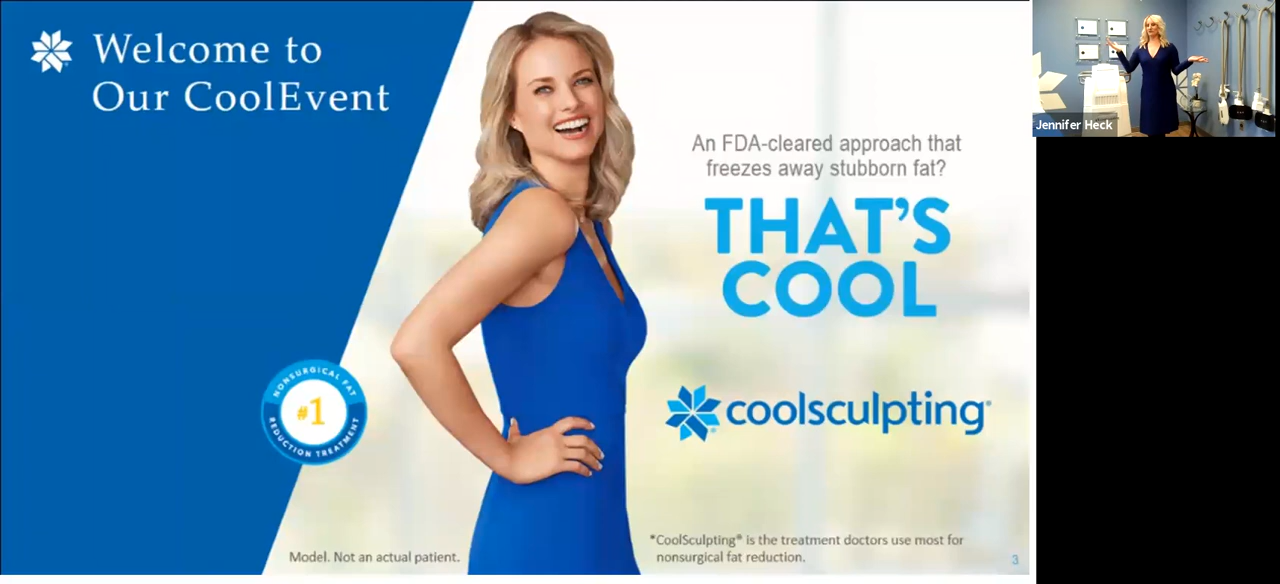 Welcome to
Our CoolEvent
An FDA-cleared approach that
freezes away stubborn fat?
THAT'S
COOL
coolsculpting®
NONSURGICAL FAT
#1
REDUCTION TREATMENT
Model. Not an actual patient.
*CoolSculpting® is the treatment doctors use most for
nonsurgical fat reduction.
3
Jennifer Heck